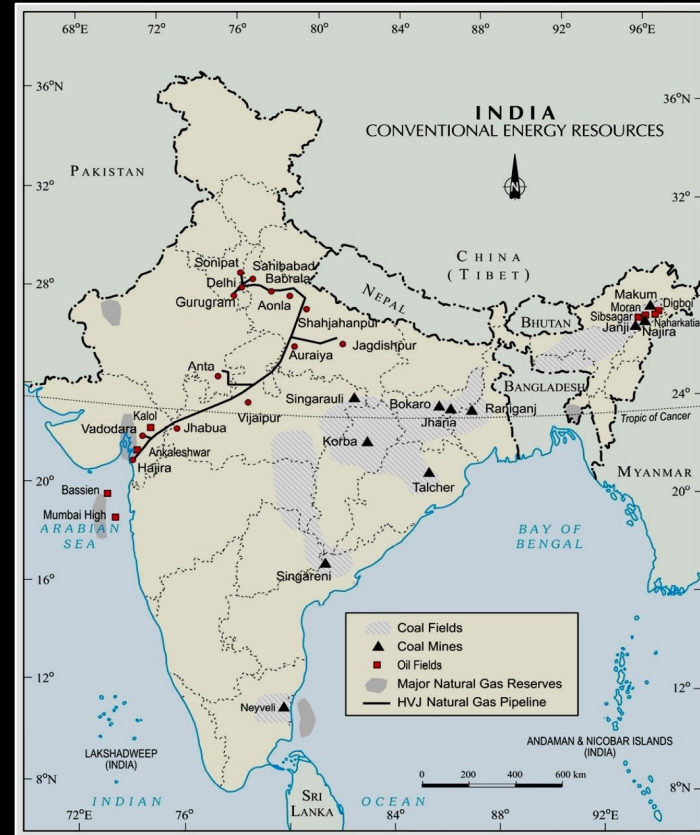 68°E 72° 76° 80° 84° 88° 92° 96°E
36°N
36°N
INDIA
CONVENTIONAL ENERGY RESOURCES
PAKISTAN
N
32°
32°
CHINA
(TIBET)
Sonipat
Sahibabad
Delhi
Babrala
28°
Gurugram
Aonla
NEPAL
Makum
Digboi
Moran
Sibsagar
Naharkatia
Janji
Najira
BHUTAN
Shahjahanpur
Jagdishpur
Auraiya
Anta
BANGLADESH
24°
Singarauli
Bokaro
Raniganj
Jharia
Tropic of Cancer
Kalol
Vijaipur
Vadodara
Jhabua
Korba
Ankaleshwar
Hajira
MYANMAR
Talcher
20°
20°
Bassien
Mumbai High
ARABIAN
SEA
BAY OF
BENGAL
Singareni
16°
Coal Fields
Coal Mines
Oil Fields
Major Natural Gas Reserves
HVJ Natural Gas Pipeline
12°
12°
Neyveli
LAKSHADWEEP
(INDIA)
ANDAMAN & NICOBAR ISLANDS
(INDIA)
8°N
0 200 400 600 km
8°N
INDIAN
SRI
LANKA
OCEAN
72°E 76° 84° 88° 92°E